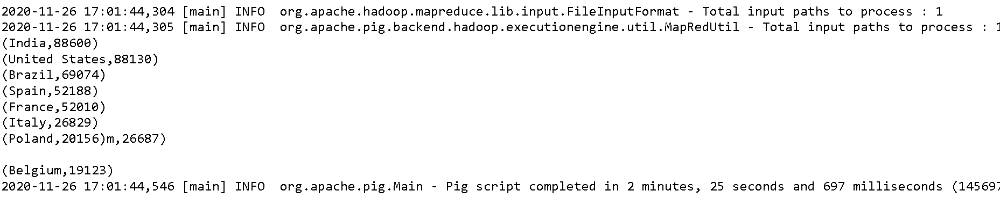 2020-11-26 17:01:44,304 [main] INFO  org.apache.hadoop.mapreduce.lib.input.FileInputFormat - Total input paths to process : 1
2020-11-26 17:01:44,305 [main] INFO  org.apache.pig.backend.hadoop.executionengine.util.MapRedUtil - Total input paths to process : 1
(India,88600)
(United States,88130)
(Brazil,69074)
(Spain,52188)
(France,52010)
(Italy,26829)
(Poland,20156)m,26687)
(Belgium,19123)
2020-11-26 17:01:44,546 [main] INFO  org.apache.pig.Main - Pig script completed in 2 minutes, 25 seconds and 697 milliseconds (145697